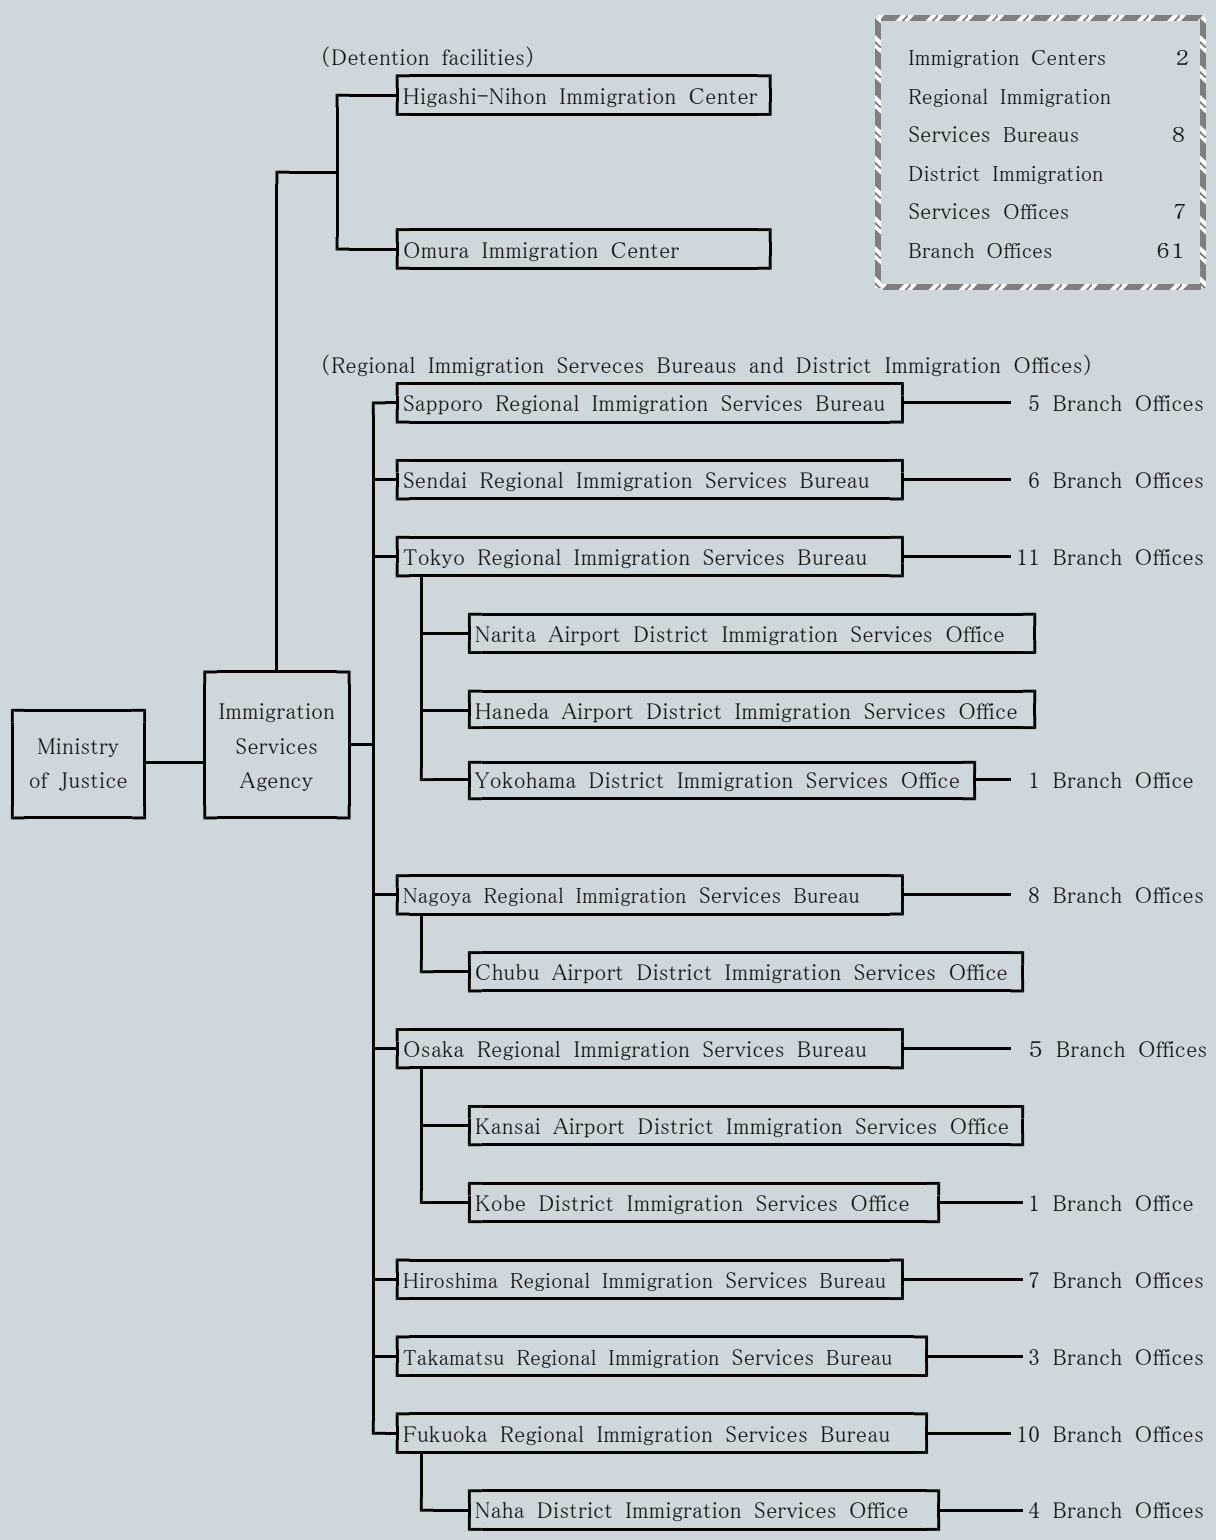 (Detention facilities)
Higashi-Nihon Immigration Center
Omura Immigration Center
Immigration Centers 2
Regional Immigration
Services Bureaus 8
District Immigration
Services Offices 7
Branch Offices 61
(Regional Immigration Serveces Bureaus and District Immigration Offices)
Sapporo Regional Immigration Services Bureau 5 Branch Offices
Sendai Regional Immigration Services Bureau 6 Branch Offices
Tokyo Regional Immigration Services Bureau 11 Branch Offices
Narita Airport District Immigration Services Office
Haneda Airport District Immigration Services Office
Yokohama District Immigration Services Office 1 Branch Office
Ministry
of Justice
Immigration
Services
Agency
Nagoya Regional Immigration Services Bureau 8 Branch Offices
Chubu Airport District Immigration Services Office
Osaka Regional Immigration Services Bureau 5 Branch Offices
Kansai Airport District Immigration Services Office
Kobe District Immigration Services Office 1 Branch Office
Hiroshima Regional Immigration Services Bureau 7 Branch Offices
Takamatsu Regional Immigration Services Bureau 3 Branch Offices
Fukuoka Regional Immigration Services Bureau 10 Branch Offices
Naha District Immigration Services Office 4 Branch Offices